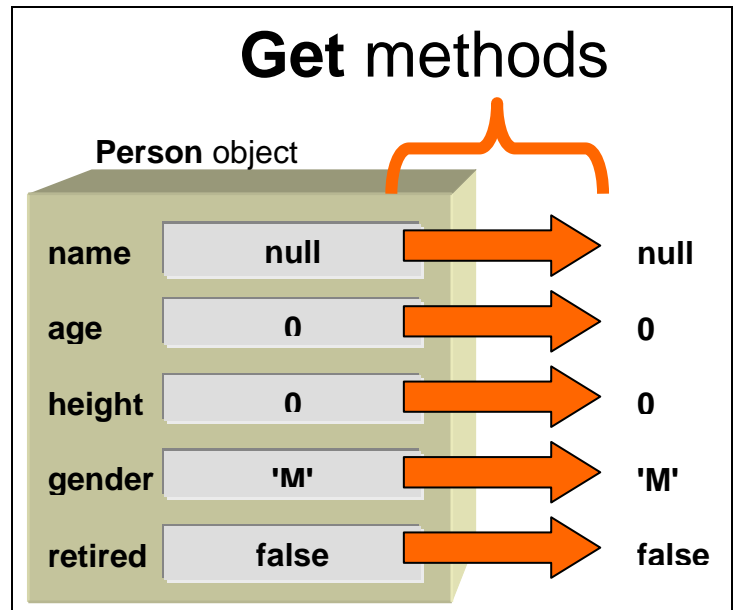 Get methods
Person object
name null null
age 0 0
height 0 0
gender 'M' 'M'
retired false false